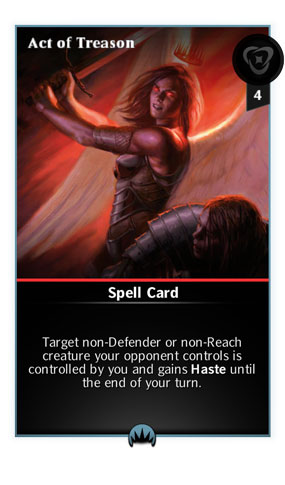 Act of Treason
4
Spell Card
Target non-Defender or non-Reach
creature your opponent controls is
controlled by you and gains Haste until
the end of your turn.